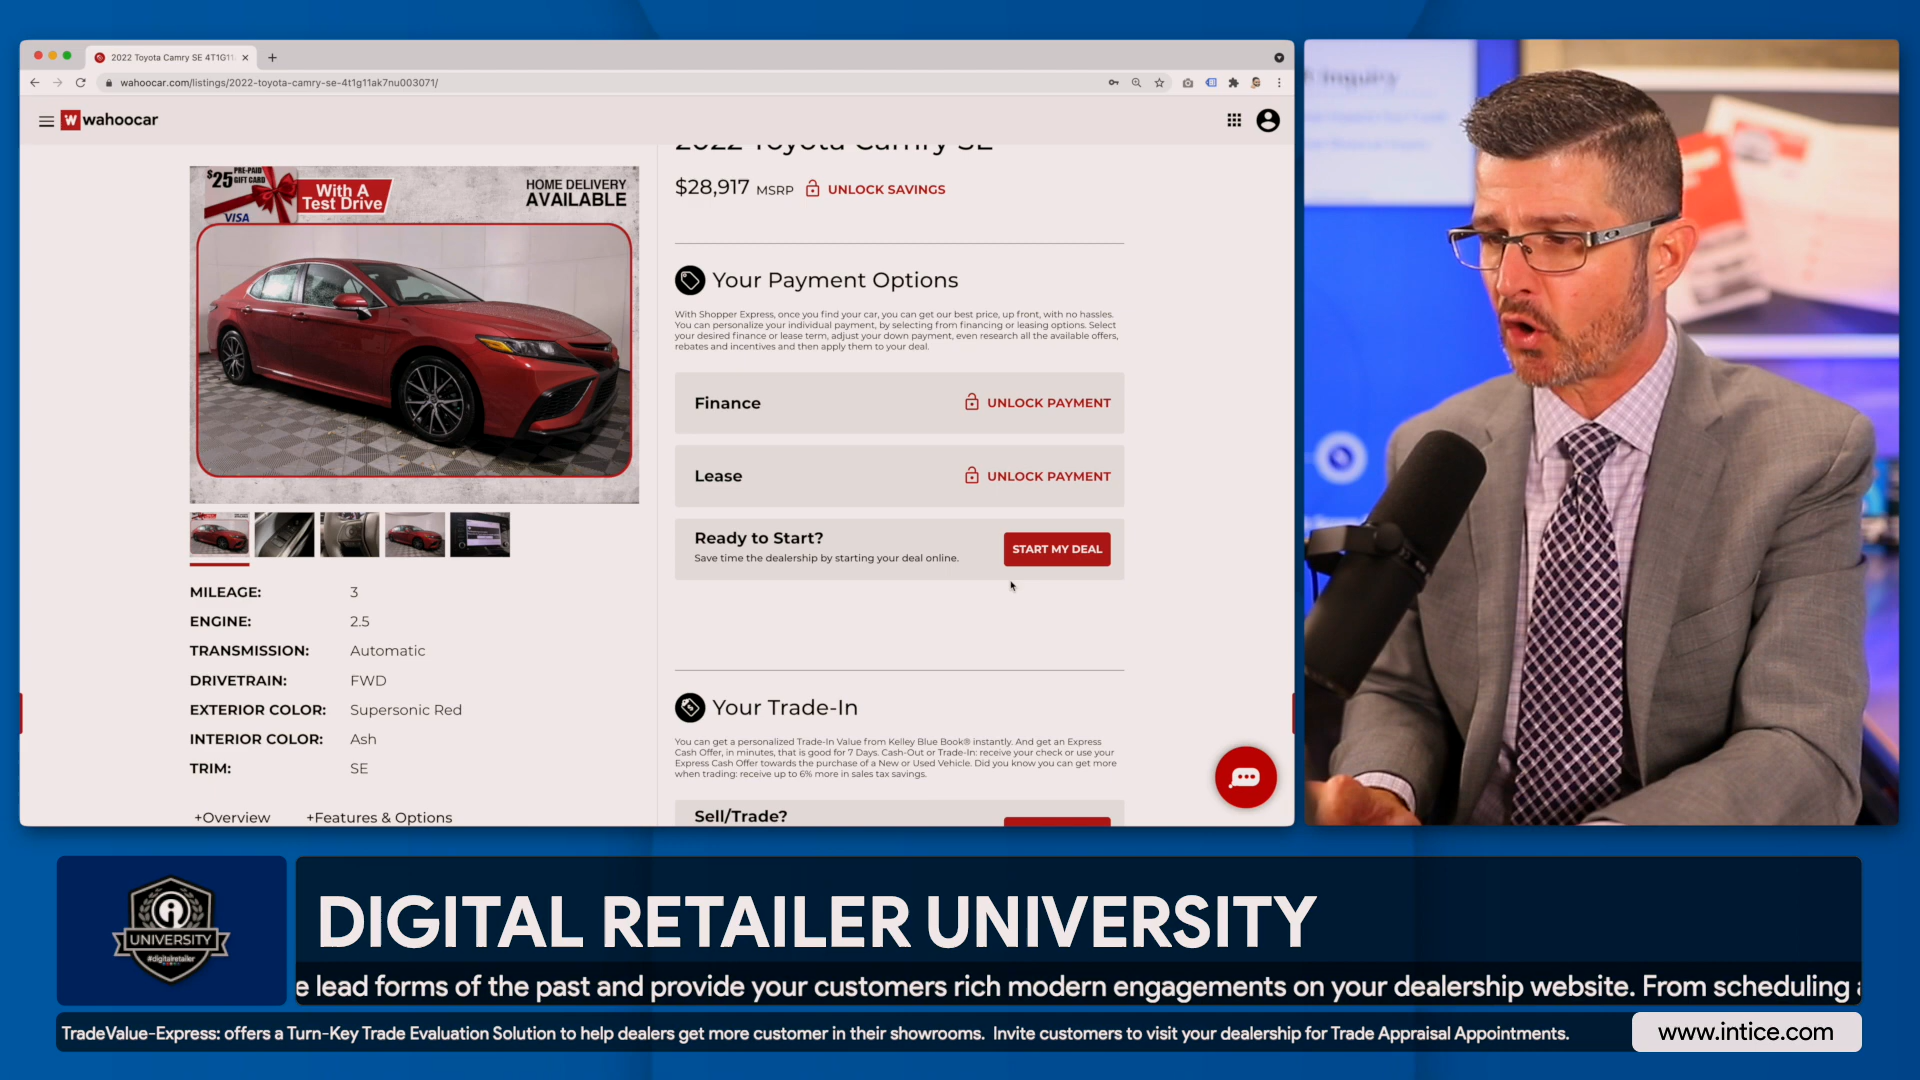 2022 Toyota Camry SE 4T1G11
wahoocar.com/listings/2022-toyota-camry-se-4t1g11ak7nu003071/
W wahoocar
$25 PRE-PAID GIFT CARD
VISA
With A
Test Drive
HOME DELIVERY
AVAILABLE
MILEAGE: 3
ENGINE: 2.5
TRANSMISSION: Automatic
DRIVETRAIN: FWD
EXTERIOR COLOR: Supersonic Red
INTERIOR COLOR: Ash
TRIM: SE
+Overview +Features & Options
2022 Toyota Camry SE
$28,917 MSRP UNLOCK SAVINGS
Your Payment Options
With Shopper Express, once you find your car, you can get our best price, up front, with no hassles.
You can personalize your individual payment, by selecting from financing or leasing options. Select
your desired finance or lease term, adjust your down payment, even research all the available offers,
rebates and incentives and then apply them to your deal.
Finance UNLOCK PAYMENT
Lease UNLOCK PAYMENT
Ready to Start?
Save time the dealership by starting your deal online.
START MY DEAL
Your Trade-In
You can get a personalized Trade-In Value from Kelley Blue Book® instantly. And get an Express
Cash Offer, in minutes, that is good for 7 Days. Cash-Out or Trade-In: receive your check or use your
Express Cash Offer towards the purchase of a New or Used Vehicle. Did you know you can get more
when trading: receive up to 6% more in sales tax savings.
Sell/Trade?
Inquiry
UNIVERSITY
#digitalretailer
DIGITAL RETAILER UNIVERSITY
e lead forms of the past and provide your customers rich modern engagements on your dealership website. From scheduling
TradeValue-Express: offers a Turn-Key Trade Evaluation Solution to help dealers get more customer in their showrooms. Invite customers to visit your dealership for Trade Appraisal Appointments.
www.intice.com